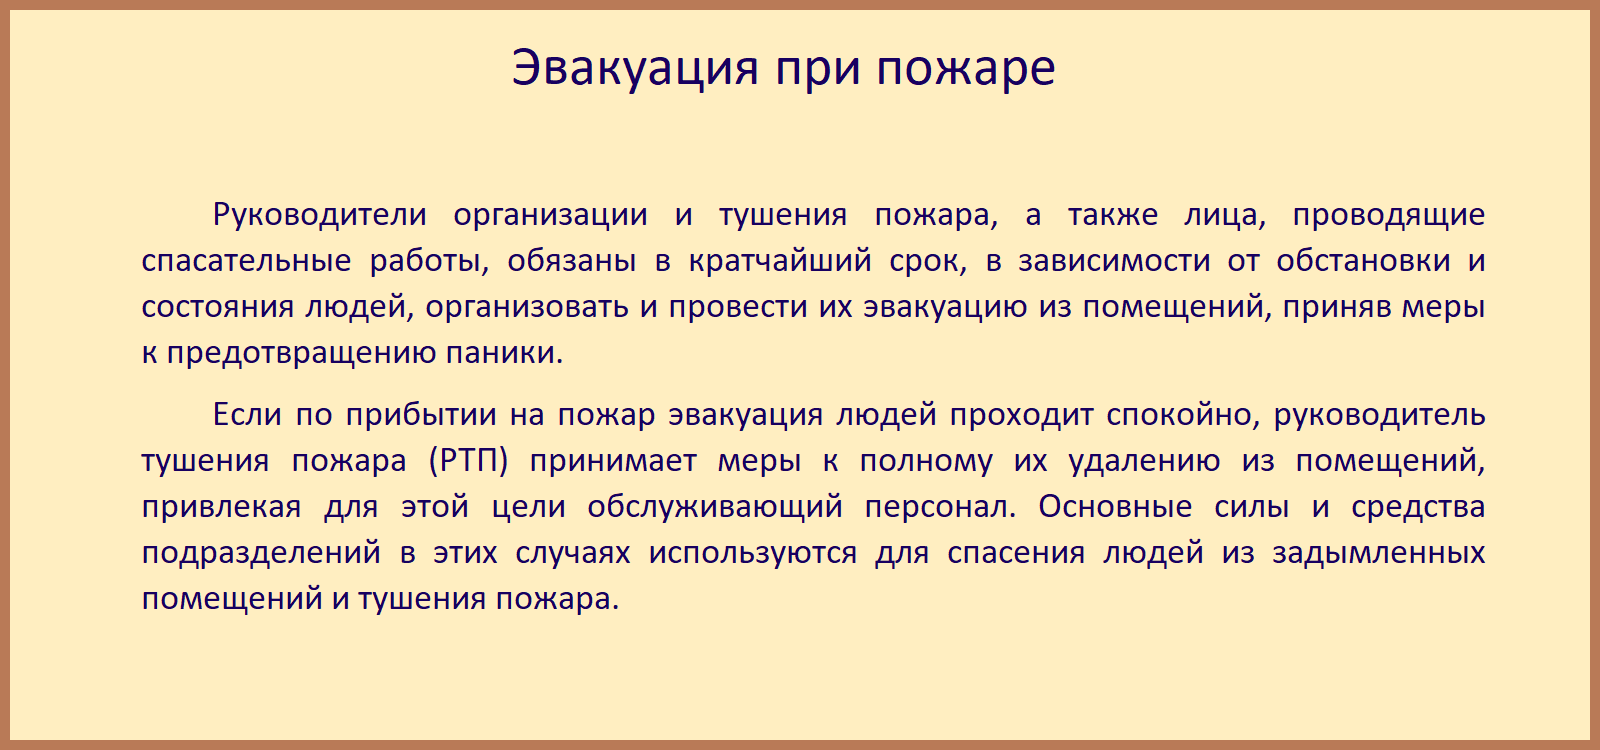 Эвакуация при пожаре
Руководители организации и тушения пожара, а также лица, проводящие
спасательные работы, обязаны в кратчайший срок, в зависимости от обстановки и
состояния людей, организовать и провести их эвакуацию из помещений, приняв меры
к предотвращению паники.
Если по прибытии на пожар эвакуация людей проходит спокойно, руководитель
тушения пожара (РТП) принимает меры к полному их удалению из помещений,
привлекая для этой цели обслуживающий персонал. Основные силы и средства
подразделений в этих случаях используются для спасения людей из задымленных
помещений и тушения пожара.